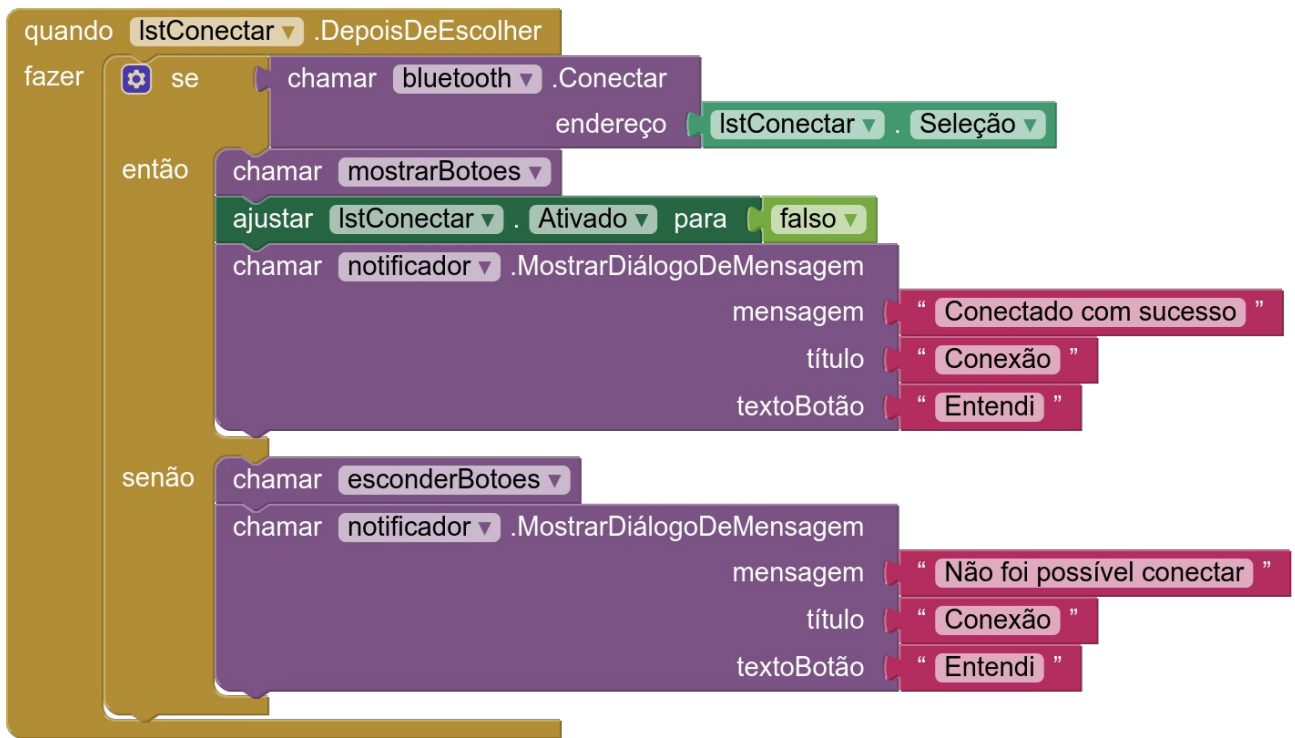 quando lstConectar .DepoisDeEscolher
fazer se chamar bluetooth .Conectar
endereço lstConectar . Seleção
então chamar mostrarBotoes
ajustar lstConectar . Ativado para falso
chamar notificador .MostrarDiálogoDeMensagem
mensagem “ Conectado com sucesso ”
título “ Conexão ”
textoBotão “ Entendi ”
senão chamar esconderBotoes
chamar notificador .MostrarDiálogoDeMensagem
mensagem “ Não foi possível conectar ”
título “ Conexão ”
textoBotão “ Entendi ”